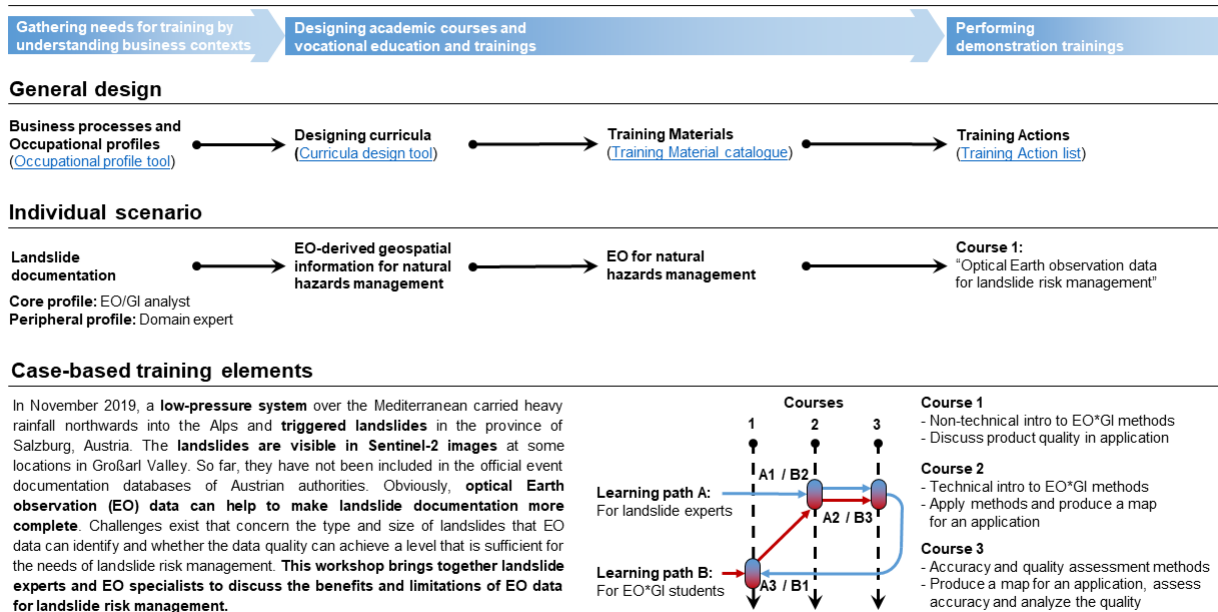 Gathering needs for training by
understanding business contexts
Designing academic courses and
vocational education and trainings
Performing
demonstration trainings
General design
Business processes and
Occupational profiles
(Occupational profile tool)
Designing curricula
(Curricula design tool)
Training Materials
(Training Material catalogue)
Training Actions
(Training Action list)
Individual scenario
Landslide
documentation
Core profile: EO/GI analyst
Peripheral profile: Domain expert
EO-derived geospatial
information for natural
hazards management
EO for natural
hazards management
Course 1:
“Optical Earth observation data
for landslide risk management”
Case-based training elements
In November 2019, a low-pressure system over the Mediterranean carried heavy
rainfall northwards into the Alps and triggered landslides in the province of
Salzburg, Austria. The landslides are visible in Sentinel-2 images at some
locations in Großarl Valley. So far, they have not been included in the official event
documentation databases of Austrian authorities. Obviously, optical Earth
observation (EO) data can help to make landslide documentation more
complete. Challenges exist that concern the type and size of landslides that EO
data can identify and whether the data quality can achieve a level that is sufficient for
the needs of landslide risk management. This workshop brings together landslide
experts and EO specialists to discuss the benefits and limitations of EO data
for landslide risk management.
Courses
1 2 3
A1 / B2
Learning path A:
For landslide experts
A2 / B3
Learning path B:
For EO*GI students
A3 / B1
Course 1
- Non-technical intro to EO*GI methods
- Discuss product quality in application
Course 2
- Technical intro to EO*GI methods
- Apply methods and produce a map
for an application
Course 3
- Accuracy and quality assessment methods
- Produce a map for an application, assess
accuracy and analyze the quality